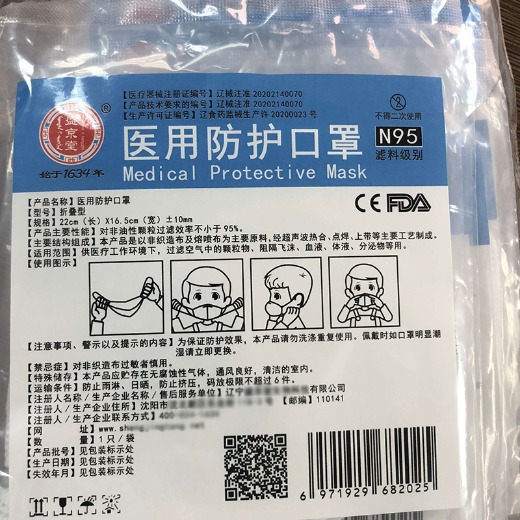 盛京堂
®
始于1634年
【医疗器械注册证编号】辽械注准 20202140070
【产品技术要求的编号】辽械注准 20202140070
【生产许可证编号】辽食药监械生产许 20200023 号
不得二次使用
医用防护口罩
Medical Protective Mask
N95
滤料级别
CE FDA
【产品名称】医用防护口罩
【型号】折叠型
【规格】22cm（长）X16.5cm（宽）±10mm
【产品主要性能】对非油性颗粒过滤效率不小于95%。
【主要结构组成】本产品是以非织造布及熔喷布为主要原料，经超声波热合、点焊、上带等主要工艺制成。
【适用范围】供医疗工作环境下，过滤空气中的颗粒物、阻隔飞沫、血液、体液、分泌物等用。
【使用图示】
【注意事项、警示以及提示的内容】为保证防护效果，本产品请勿洗涤重复使用。佩戴时如口罩明显潮
湿请立即更换。
【禁忌症】对非织造布过敏者慎用。
【特殊储存】本产品应贮存在无腐蚀性气体，通风良好，清洁的室内。
【运输条件】防止雨淋、日晒，防止挤压，码放极限不超过6件。
【注册人名称/生产企业名称/售后服务单位】辽宁
【注册人/生产企业住所】沈阳市
【邮编】110141
【注册人/生产企业联系方式】400
【网 址】www.
【数 量】1只/袋
【产品批号】见包装标示处
【生产日期】见包装标示处
【失效年月】见包装标示处
6 971929 682025